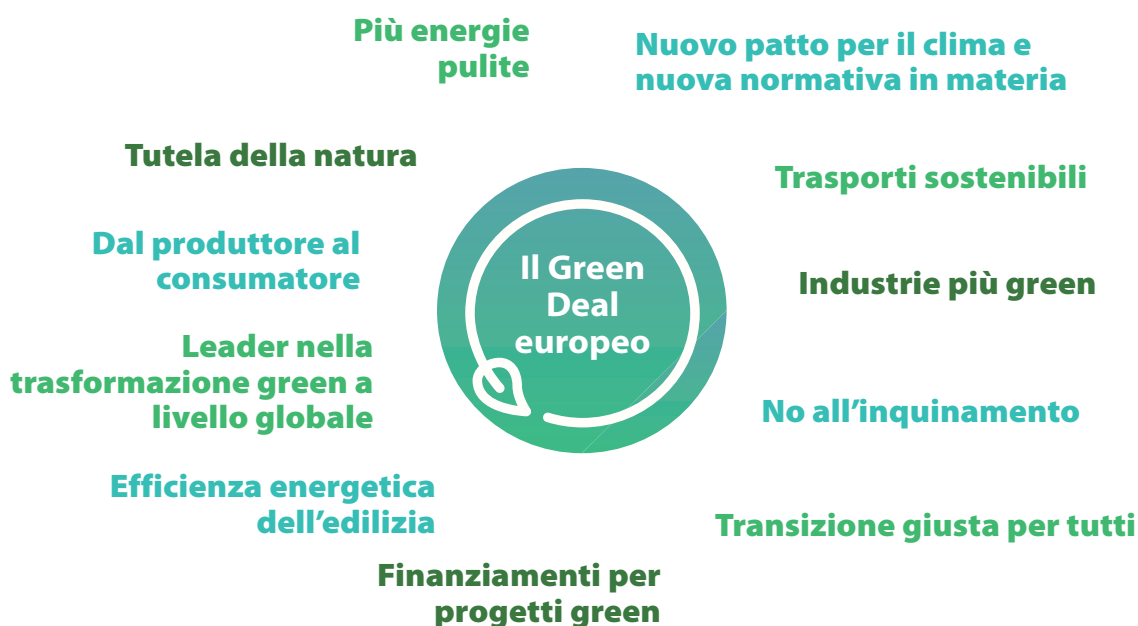 Più energie
pulite
Nuovo patto per il clima e
nuova normativa in materia
Tutela della natura
Trasporti sostenibili
Dal produttore al
consumatore
Il Green
Deal
europeo
Industrie più green
Leader nella
trasformazione green a
livello globale
No all’inquinamento
Efficienza energetica
dell’edilizia
Transizione giusta per tutti
Finanziamenti per
progetti green